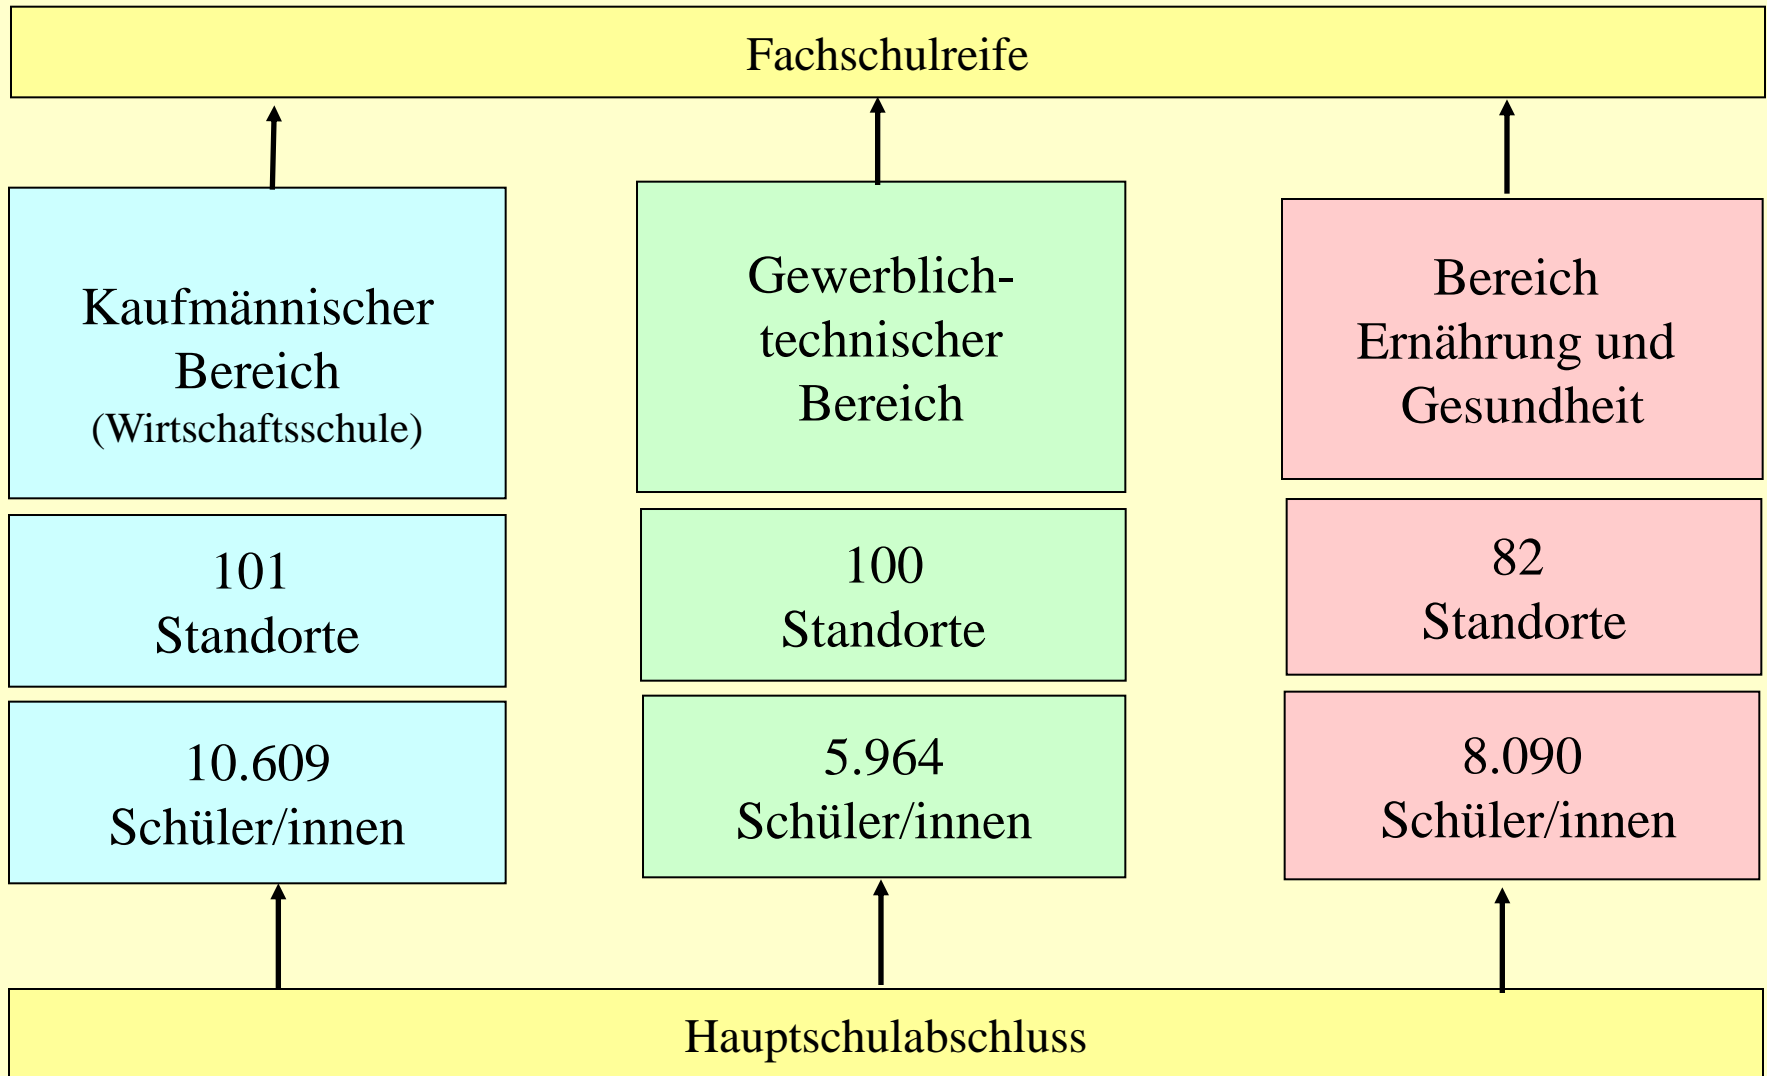 Fachschulreife
Kaufmännischer
Bereich
(Wirtschaftsschule)
101
Standorte
10.609
Schüler/innen
Gewerblich-
technischer
Bereich
100
Standorte
5.964
Schüler/innen
Bereich
Ernährung und
Gesundheit
82
Standorte
8.090
Schüler/innen
Hauptschulabschluss